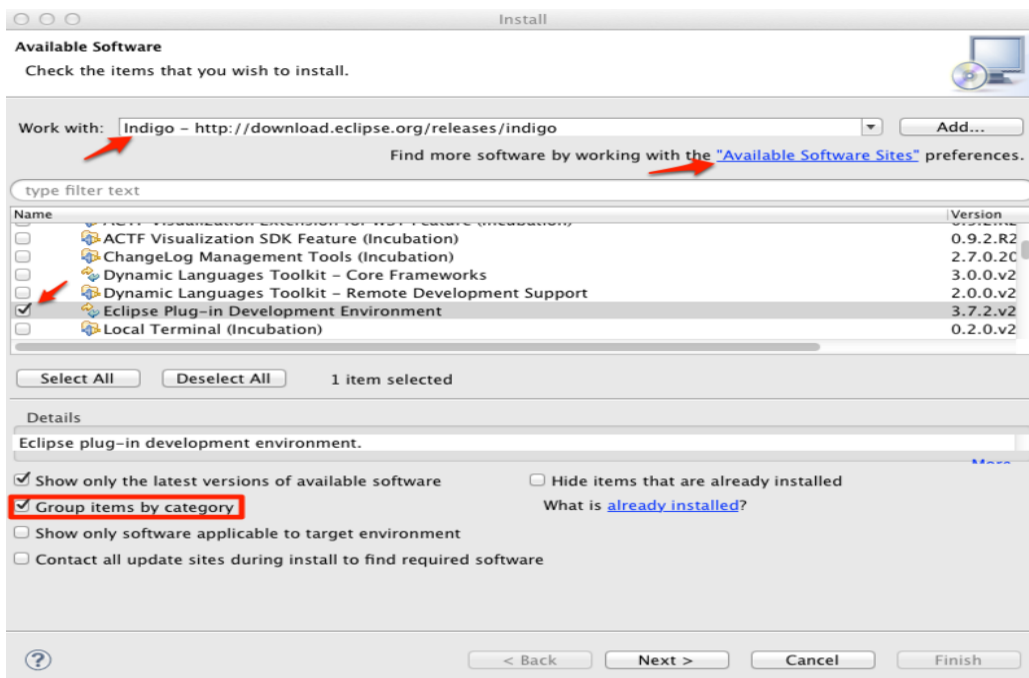 Install
Available Software
Check the items that you wish to install.
Work with: Indigo – http://download.eclipse.org/releases/indigo Add...
Find more software by working with the "Available Software Sites" preferences.
type filter text
Name Version
ACTF Visualization SDK Feature (Incubation) 0.9.2.R2
ChangeLog Management Tools (Incubation) 2.7.0.20
Dynamic Languages Toolkit – Core Frameworks 3.0.0.v2
Dynamic Languages Toolkit – Remote Development Support 2.0.0.v2
Eclipse Plug-in Development Environment 3.7.2.v2
Local Terminal (Incubation) 0.2.0.v2
Select All Deselect All 1 item selected
Details
Eclipse plug-in development environment.
More
Show only the latest versions of available software Hide items that are already installed
Group items by category What is already installed?
Show only software applicable to target environment
Contact all update sites during install to find required software
? < Back Next > Cancel Finish